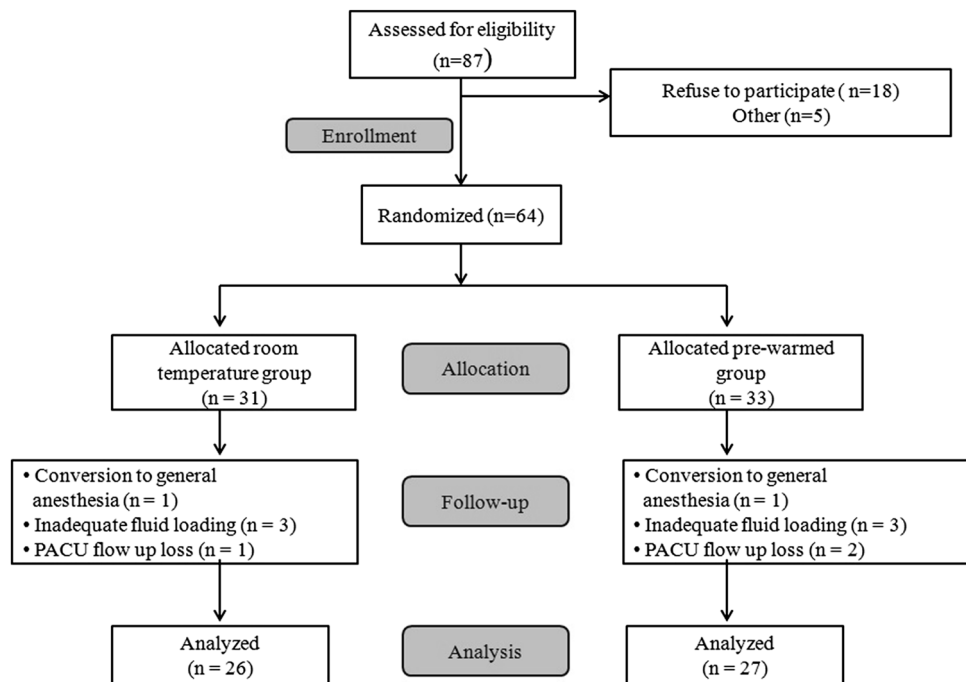 Assessed for eligibility
(n=87)
Refuse to participate ( n=18)
Other (n=5)
Enrollment
Randomized (n=64)
Allocated room
temperature group
(n = 31)
Allocation
Allocated pre-warmed
group
(n = 33)
• Conversion to general
anesthesia (n = 1)
• Inadequate fluid loading (n = 3)
• PACU flow up loss (n = 1)
Follow-up
• Conversion to general
anesthesia (n = 1)
• Inadequate fluid loading (n = 3)
• PACU flow up loss (n = 2)
Analyzed
(n = 26)
Analysis
Analyzed
(n = 27)